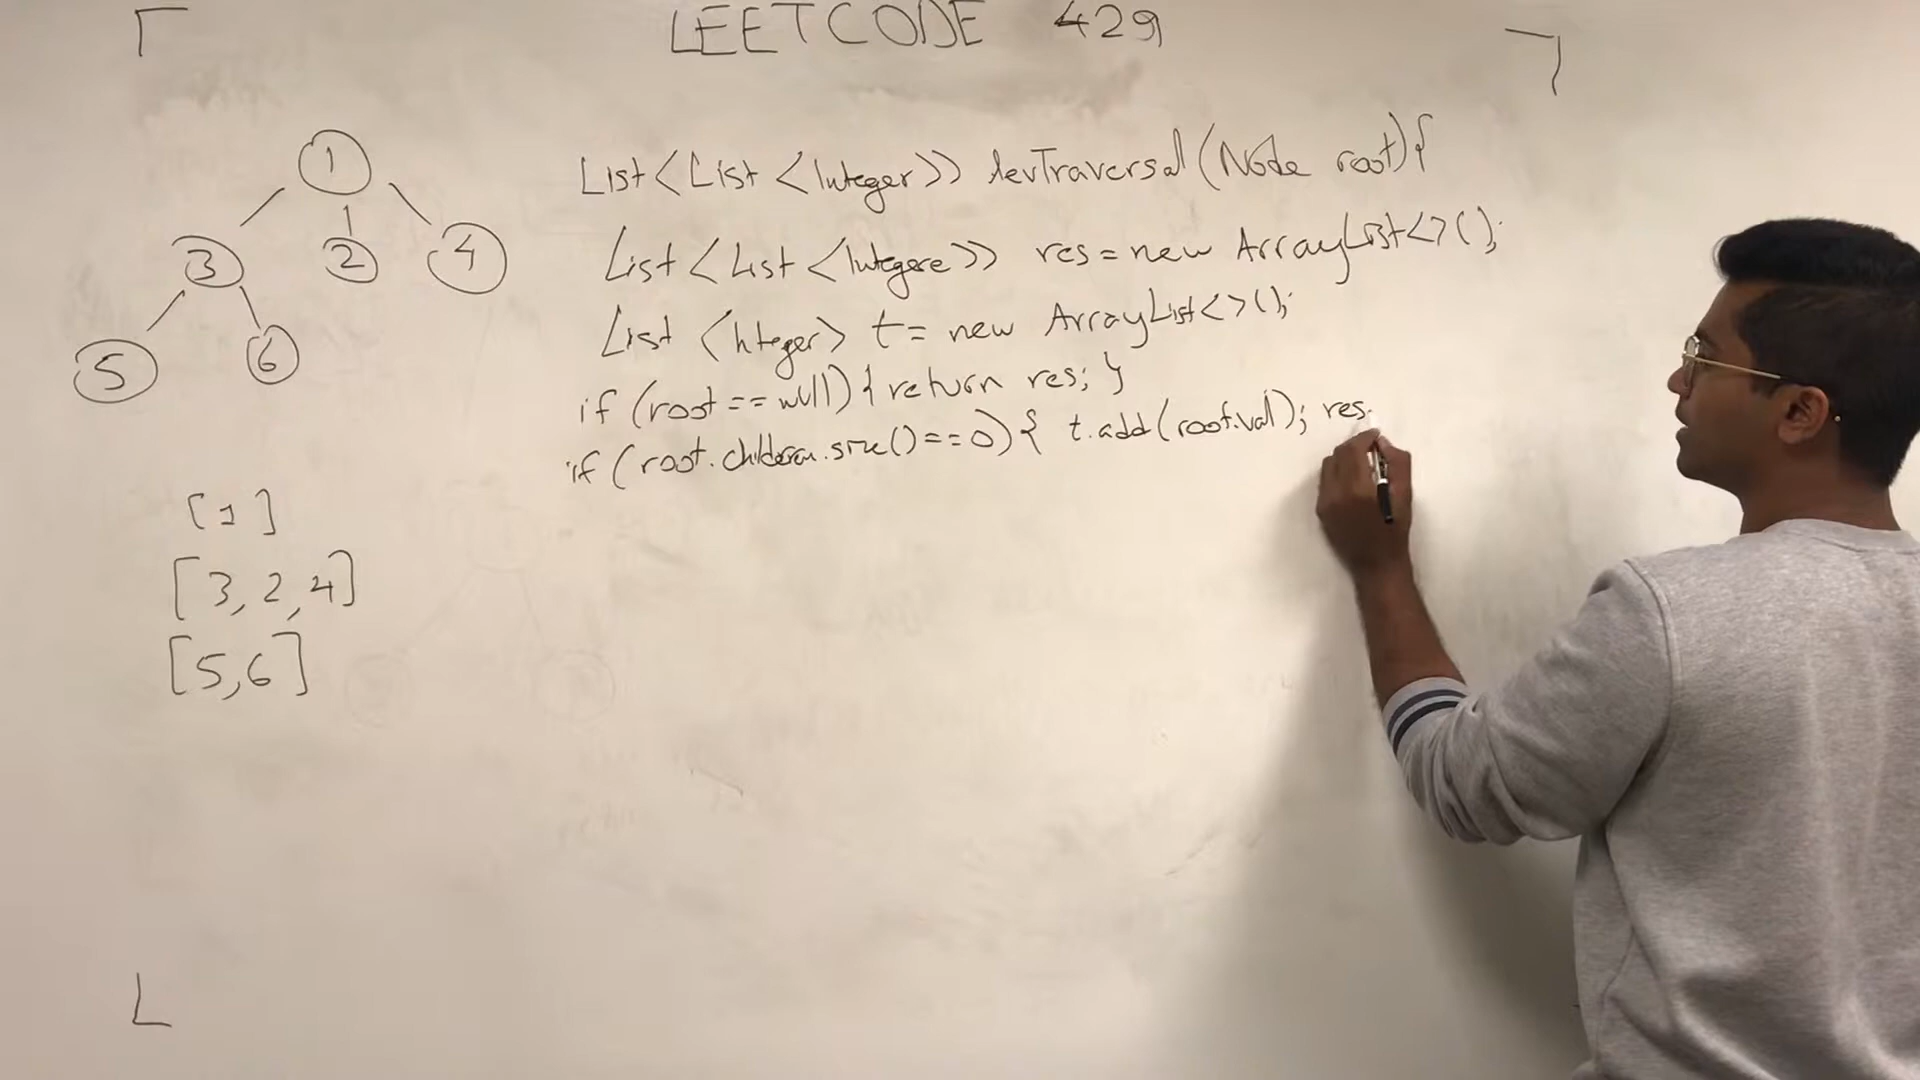 LEETCODE 429
1
3 2 4
5 6
[1]
[3, 2, 4]
[5, 6]
List<List<Integer>> levTraversal(Node root){
List<List<Integere>> res = new ArrayList<>();
List <Integer> t = new ArrayList<>();
if (root == null) { return res; }
if (root. children.size() == 0) { t.add(root.val); res.